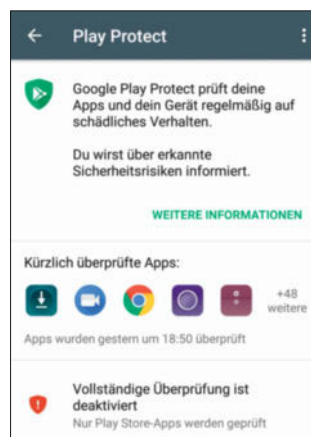 Play Protect
Google Play Protect prüft deine
Apps und dein Gerät regelmäßig auf
schädliches Verhalten.
Du wirst über erkannte
Sicherheitsrisiken informiert.
WEITERE INFORMATIONEN
Kürzlich überprüfte Apps:
+48
weitere
Apps wurden gestern um 18:50 überprüft
Vollständige Überprüfung ist
deaktiviert
Nur Play Store-Apps werden geprüft